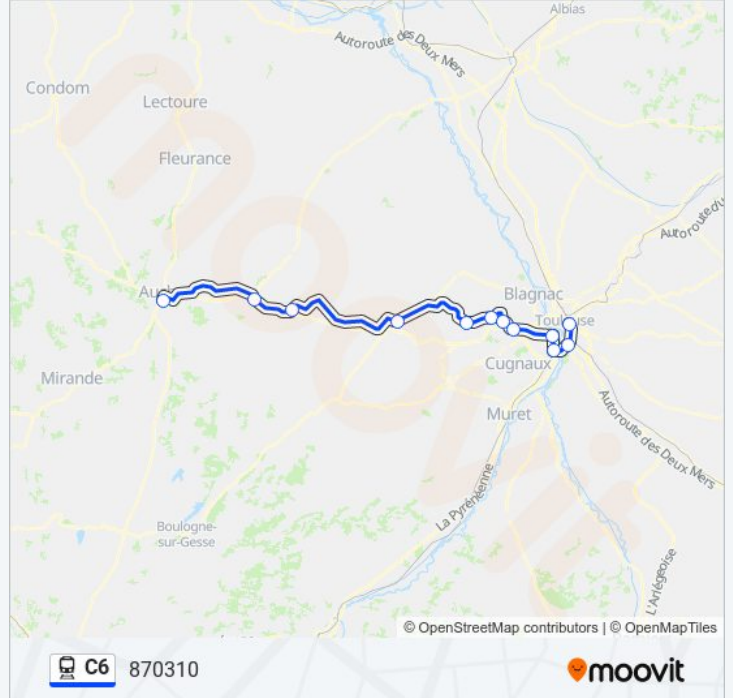 Albias
Autoroute des Deux Mers
Condom
Lectoure
Fleurance
Autoroute du
Blagnac
Toulouse
Cugnaux
Mirande
Muret
Autoroute des Deux Mers
La Pyrénéenne
Boulogne-
sur-Gesse
L'Ariégeoise
© OpenStreetMap contributors | © OpenMapTiles
C6 870310
moovit